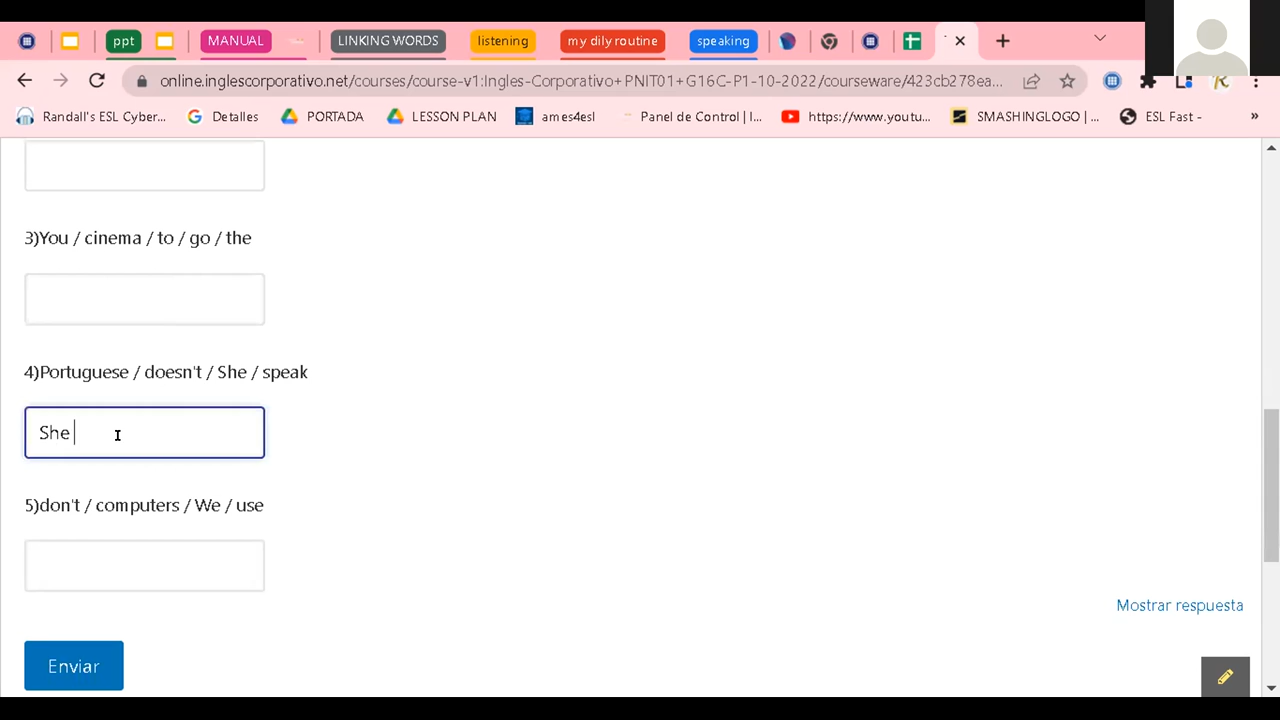 ppt
MANUAL
LINKING WORDS
listening
my dily routine
speaking
online.inglescorporativo.net/courses/course-v1:Ingles-Corporativo+PNIT01+G16C-P1-10-2022/courseware/423cb278ea...
Randall's ESL Cyber...
Detalles
PORTADA
LESSON PLAN
ames4esl
Panel de Control | I...
https://www.youtu...
SMASHINGLOGO | ...
ESL Fast -
3)You / cinema / to / go / the
4)Portuguese / doesn't / She / speak
She
5)don't / computers / We / use
Mostrar respuesta
Enviar